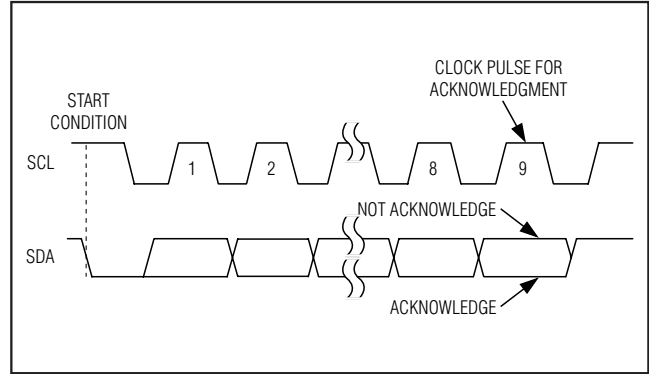 CLOCK PULSE FOR
ACKNOWLEDGMENT
START
CONDITION
SCL
1
2
8
9
NOT ACKNOWLEDGE
SDA
ACKNOWLEDGE